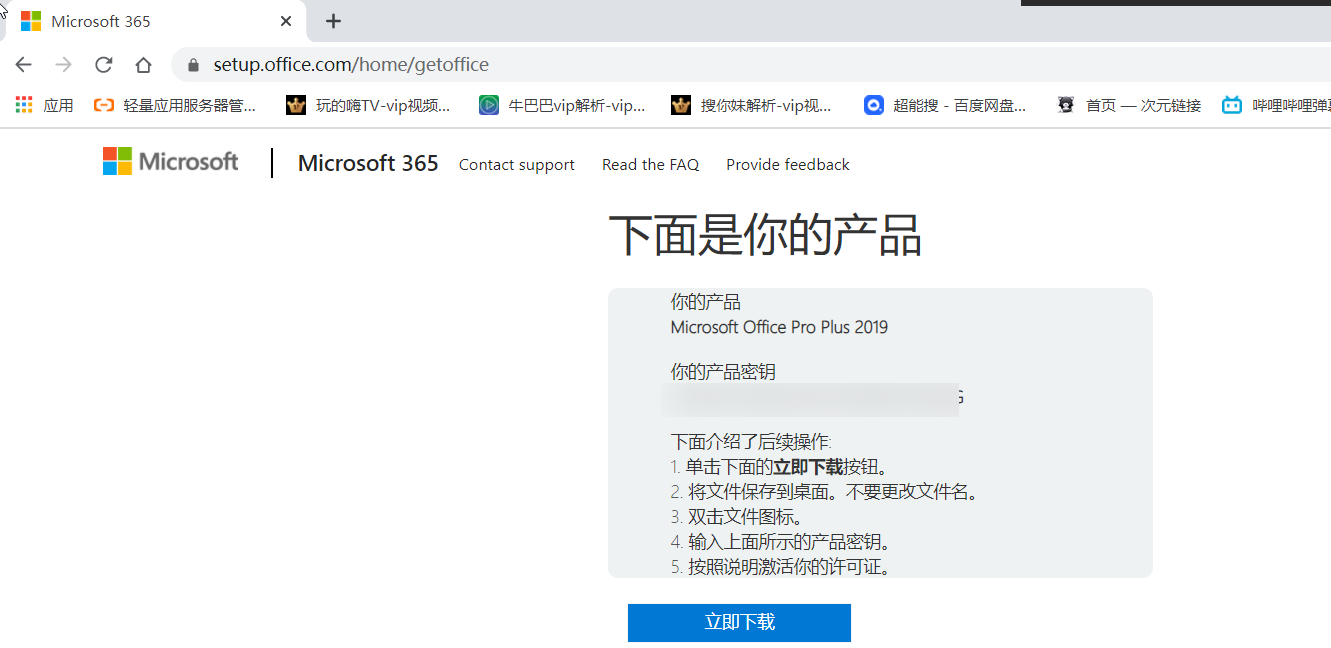 Microsoft 365
setup.office.com/home/getoffice
应用 轻量应用服务器管... 玩的嗨TV-vip视频... 牛巴巴vip解析-vip... 搜你妹解析-vip视... 超能搜 - 百度网盘... 首页 — 次元链接 哔哩哔哩弹
Microsoft Microsoft 365 Contact support Read the FAQ Provide feedback
下面是你的产品
你的产品
Microsoft Office Pro Plus 2019
你的产品密钥
G
下面介绍了后续操作:
1. 单击下面的立即下载按钮。
2. 将文件保存到桌面。不要更改文件名。
3. 双击文件图标。
4. 输入上面所示的产品密钥。
5. 按照说明激活你的许可证。
立即下载